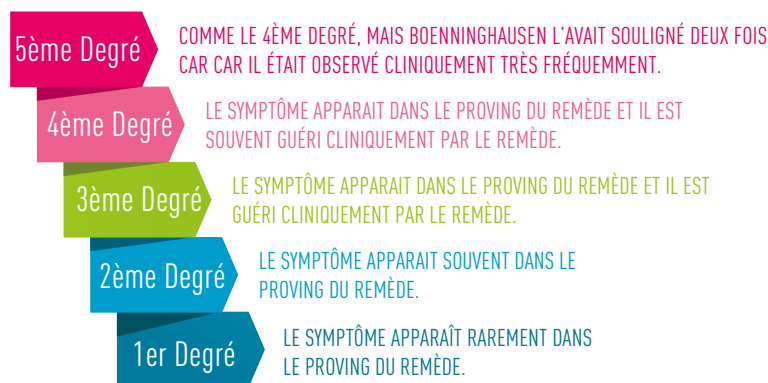 5ème Degré
COMME LE 4ÈME DEGRÉ, MAIS BOENNINGHAUSEN L'AVAIT SOULIGNÉ DEUX FOIS
CAR CAR IL ÉTAIT OBSERVÉ CLINIQUEMENT TRÈS FRÉQUEMMENT.
4ème Degré
LE SYMPTÔME APPARAIT DANS LE PROVING DU REMÈDE ET IL EST
SOUVENT GUÉRI CLINIQUEMENT PAR LE REMÈDE.
3ème Degré
LE SYMPTÔME APPARAIT DANS LE PROVING DU REMÈDE ET IL EST
GUÉRI CLINIQUEMENT PAR LE REMÈDE.
2ème Degré
LE SYMPTÔME APPARAIT SOUVENT DANS LE
PROVING DU REMÈDE.
1er Degré
LE SYMPTÔME APPARAÎT RAREMENT DANS
LE PROVING DU REMÈDE.